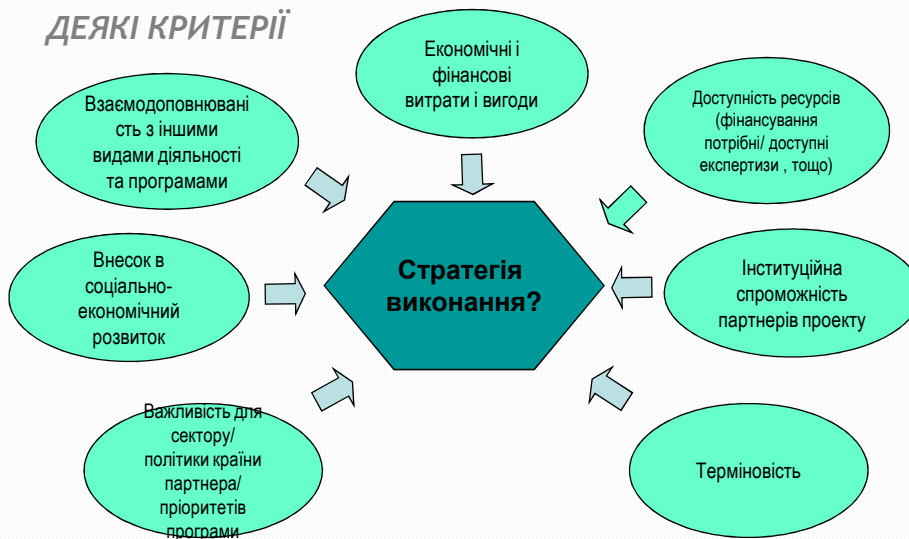 ДЕЯКІ КРИТЕРІЇ
Економічні і
фінансові
витрати і вигоди
Взаємодоповнювані
сть з іншими
видами діяльності
та програмами
Доступність ресурсів
(фінансування
потрібні/ доступні
експертизи , тощо)
Стратегія
виконання?
Внесок в
соціально-
економічний
розвиток
Інституційна
спроможність
партнерів проекту
Важливість для
сектору/
політики країни
партнера/
пріоритетів
програми
Терміновість